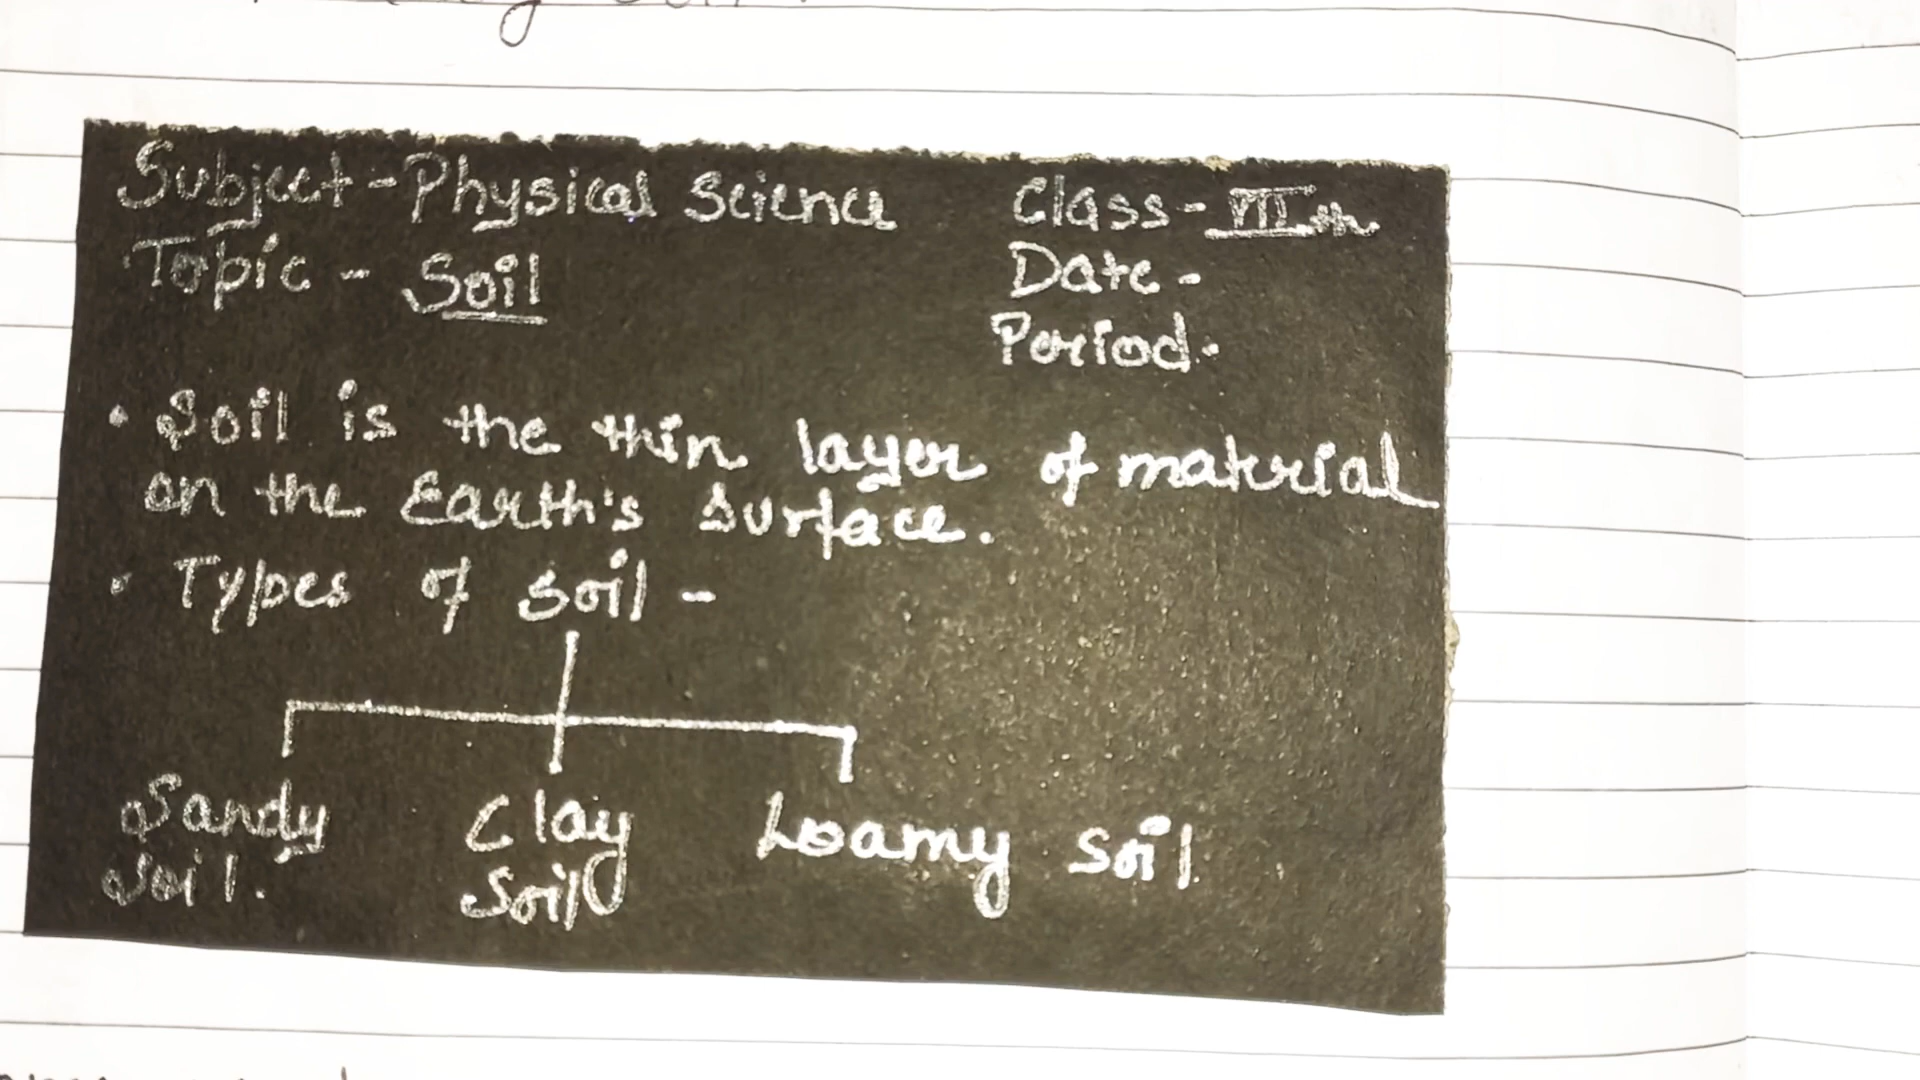 Subject-Physical Science Class-VIIth
Topic - Soil Date-
Period.
• Soil is the thin layer of material
on the Earth's surface.
• Types of soil -
Sandy Clay Loamy soil
soil. soil